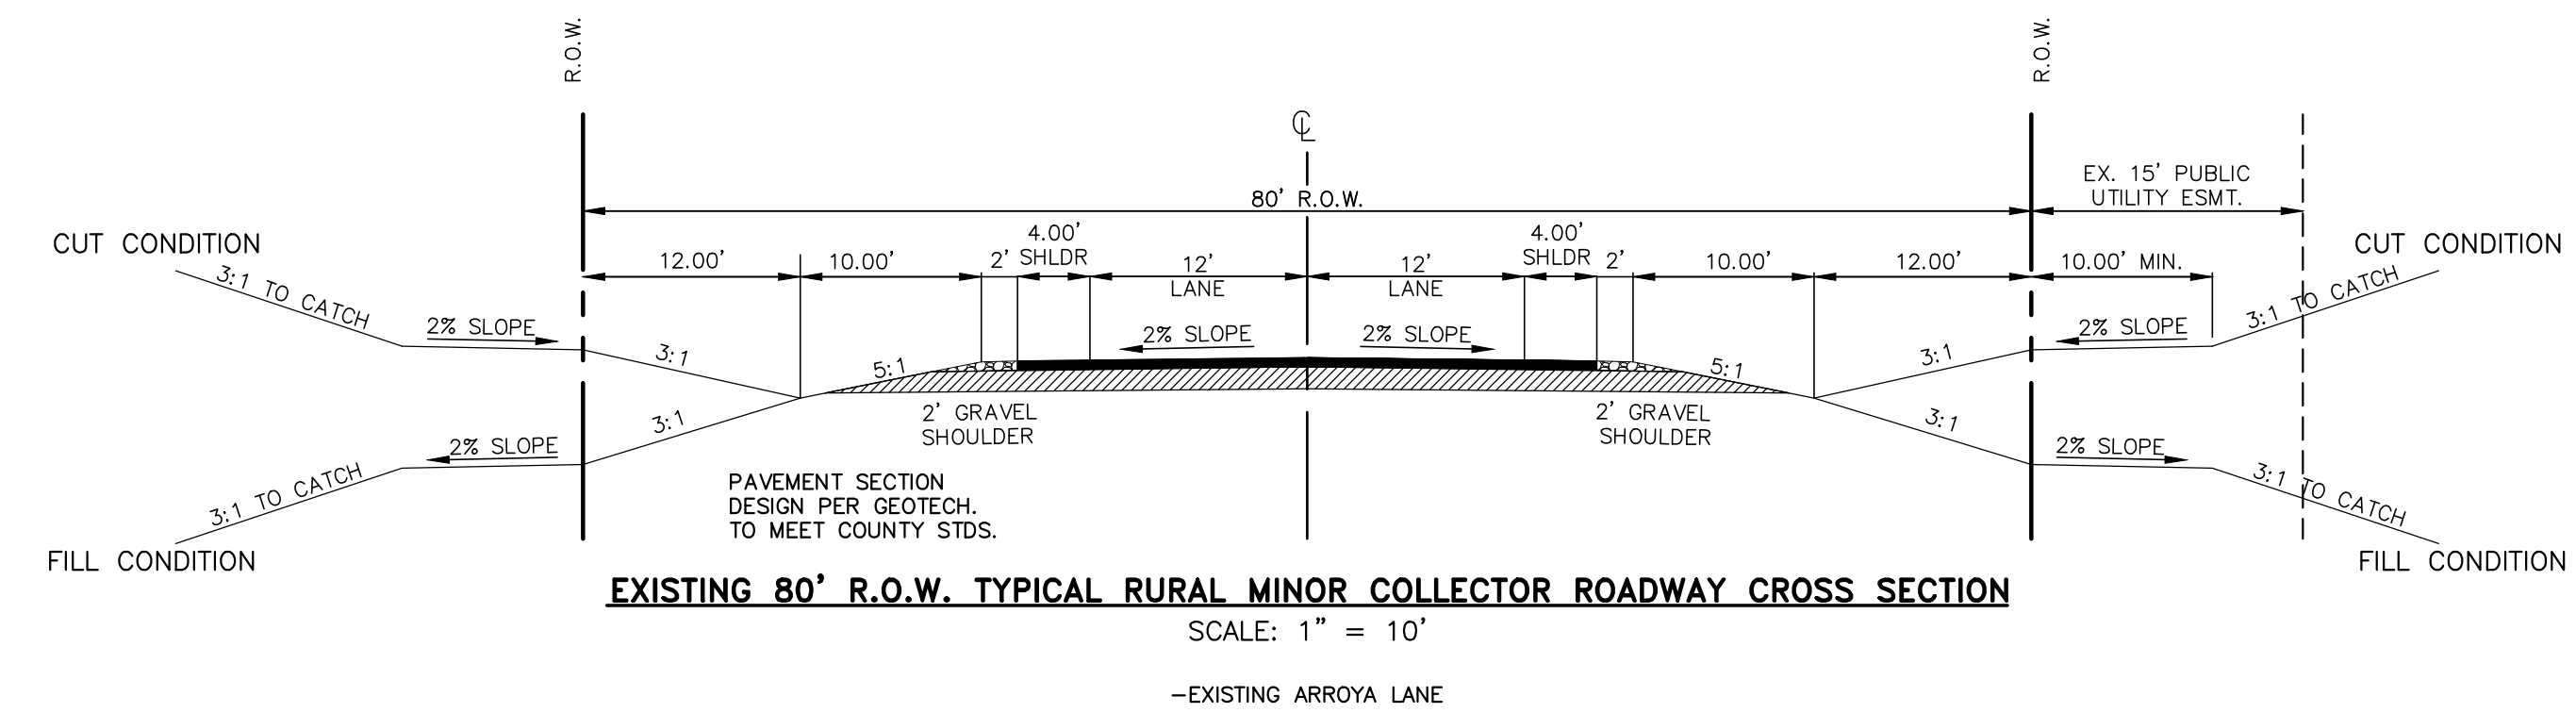 R.O.W.
R.O.W.
℄
EX. 15' PUBLIC
UTILITY ESMT.
80' R.O.W.
CUT CONDITION
CUT CONDITION
12.00'
10.00'
2'
4.00'
SHLDR
12'
LANE
12'
LANE
4.00'
SHLDR
2'
10.00'
12.00'
10.00' MIN.
3:1 TO CATCH
3:1 TO CATCH
2% SLOPE
3:1
5:1
2% SLOPE
2% SLOPE
5:1
3:1
2% SLOPE
2' GRAVEL
SHOULDER
2' GRAVEL
SHOULDER
3:1
3:1
2% SLOPE
2% SLOPE
3:1 TO CATCH
3:1 TO CATCH
PAVEMENT SECTION
DESIGN PER GEOTECH.
TO MEET COUNTY STDS.
FILL CONDITION
FILL CONDITION
EXISTING 80' R.O.W. TYPICAL RURAL MINOR COLLECTOR ROADWAY CROSS SECTION
SCALE: 1" = 10'
-EXISTING ARROYA LANE